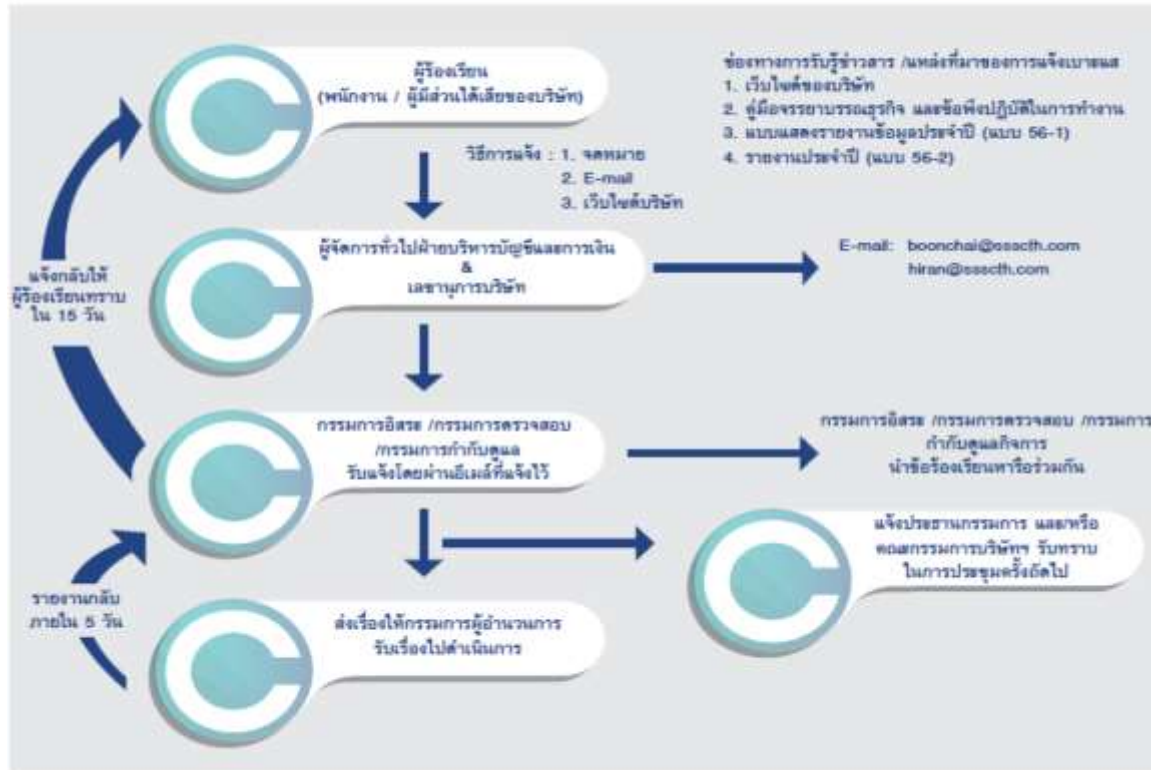 ผู้ร้องเรียน
(พนักงาน / ผู้มีส่วนได้เสียของบริษัท)
ช่องทางการรับรู้ข่าวสาร /แหล่งที่มาของการแจ้งเบาะแส
1. เว็บไซต์ของบริษัท
2. คู่มือจรรยาบรรณธุรกิจ และข้อพึงปฏิบัติในการทำงาน
3. แบบแสดงรายงานข้อมูลประจำปี (แบบ 56-1)
4. รายงานประจำปี (แบบ 56-2)
วิธีการแจ้ง : 1. จดหมาย
2. E-mail
3. เว็บไซต์บริษัท
ผู้จัดการทั่วไปฝ่ายบริหารบัญชีและการเงิน
&
เลขานุการบริษัท
E-mail: boonchai@ssscth.com
hiran@ssscth.com
แจ้งกลับให้
ผู้ร้องเรียนทราบ
ใน 15 วัน
กรรมการอิสระ /กรรมการตรวจสอบ
/กรรมการกำกับดูแล
รับแจ้งโดยผ่านอีเมล์ที่แจ้งไว้
กรรมการอิสระ /กรรมการตรวจสอบ /กรรมการ
กำกับดูแลกิจการ
นำข้อร้องเรียนหารือร่วมกัน
แจ้งประธานกรรมการ และ/หรือ
คณะกรรมการบริษัทฯ รับทราบ
ในการประชุมครั้งถัดไป
รายงานกลับ
ภายใน 5 วัน
ส่งเรื่องให้กรรมการผู้อำนวยการ
รับเรื่องไปดำเนินการ